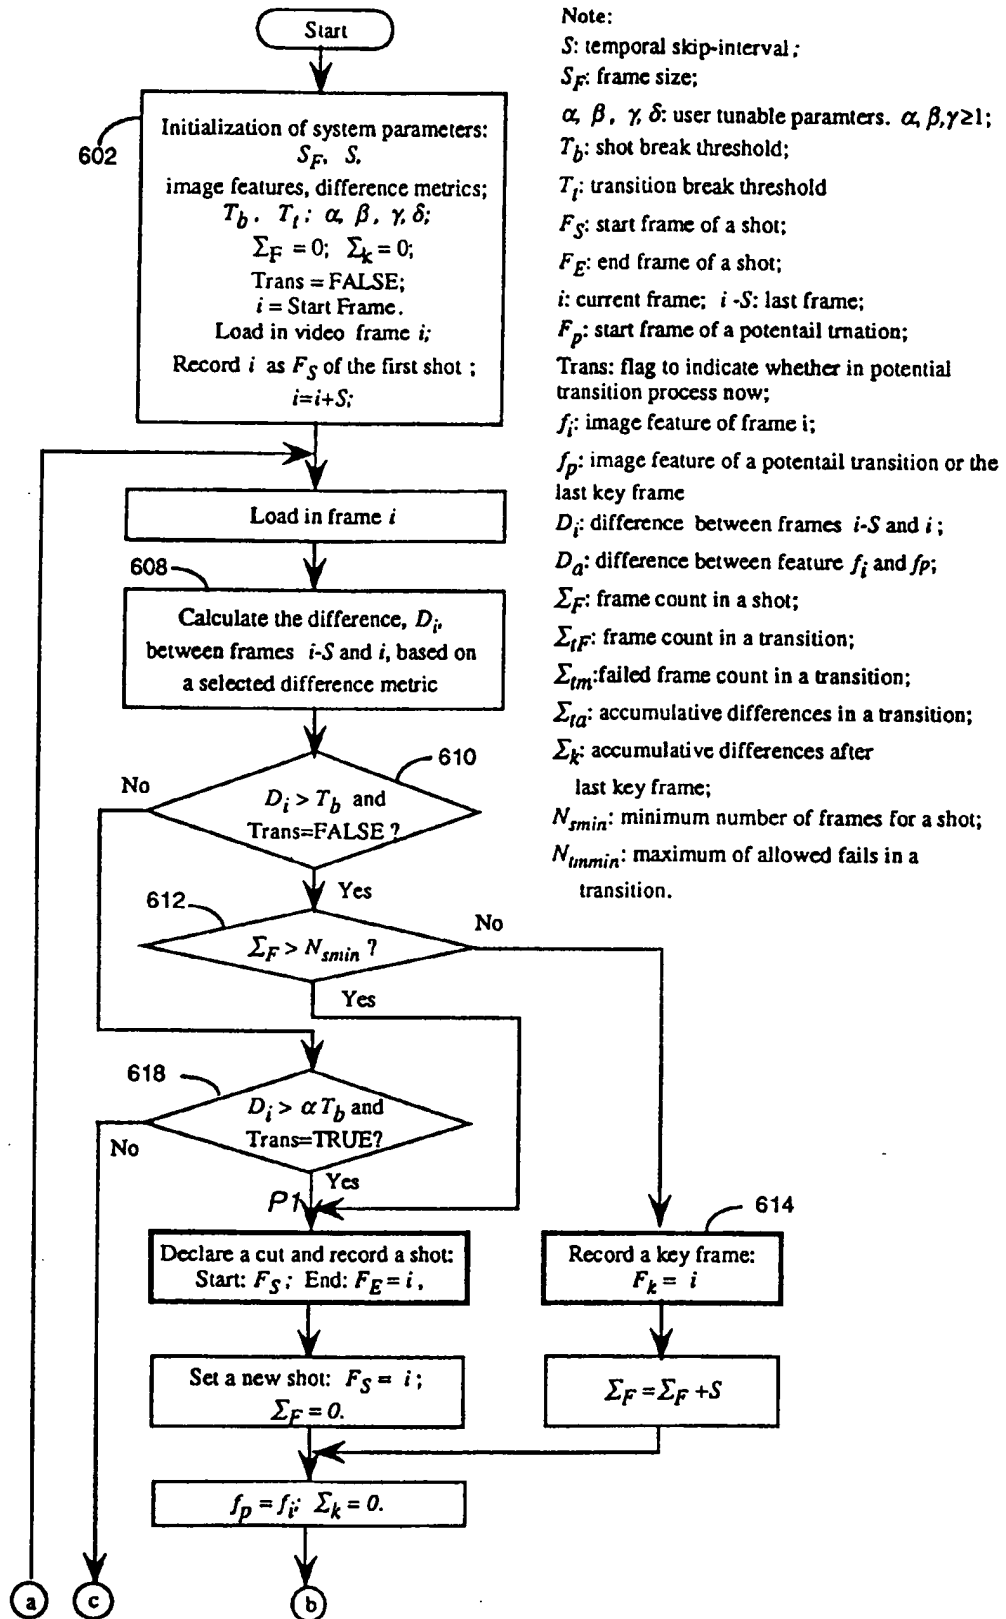 Start
602
Initialization of system parameters:
S_F, S,
image features, difference metrics;
T_b, T_t; α, β, γ, δ;
Σ_F = 0; Σ_k = 0;
Trans = FALSE;
i = Start Frame.
Load in video frame i;
Record i as F_S of the first shot ;
i=i+S;
Load in frame i
608
Calculate the difference, D_i,
between frames i-S and i, based on
a selected difference metric
610
No
D_i > T_b and
Trans=FALSE ?
Yes
612
No
Σ_F > N_smin ?
Yes
618
D_i > α T_b and
Trans=TRUE?
No
Yes
P1
614
Declare a cut and record a shot:
Start: F_S ; End: F_E = i ,
Record a key frame:
F_k = i
Set a new shot: F_S = i ;
Σ_F = 0.
Σ_F = Σ_F + S
f_p = f_i; Σ_k = 0.
a
c
b
Note:
S: temporal skip-interval ;
S_F: frame size;
α, β , γ, δ: user tunable paramters. α, β,γ≥1;
T_b: shot break threshold;
T_t: transition break threshold
F_S: start frame of a shot;
F_E: end frame of a shot;
i: current frame; i -S: last frame;
F_p: start frame of a potentail trnation;
Trans: flag to indicate whether in potential
transition process now;
f_i: image feature of frame i;
f_p: image feature of a potentail transition or the
last key frame
D_i: difference between frames i-S and i ;
D_a: difference between feature f_i and fp;
Σ_F: frame count in a shot;
Σ_tF: frame count in a transition;
Σ_tm:failed frame count in a transition;
Σ_ta: accumulative differences in a transition;
Σ_k: accumulative differences after
last key frame;
N_smin: minimum number of frames for a shot;
N_tmmin: maximum of allowed fails in a
transition.